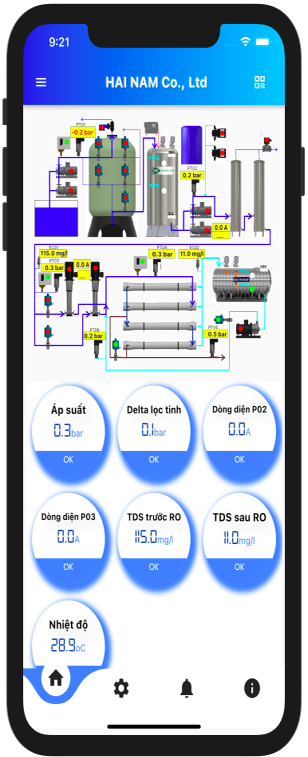 9:21
HAI NAM Co., Ltd
-0.2 bar
PT02
0.2 bar
0.0 A
EC01
115.0 mg/l
PT03
0.3 bar
0.0 A
PT04
0.3 bar
EC02
11.0 mg/l
PT06
0.2 bar
PT05
0.5 bar
Áp suất
0.3bar
OK
Delta lọc tinh
0.1bar
OK
Dòng diện P02
0.0A
OK
Dòng diện P03
0.0A
OK
TDS trước RO
115.0mg/l
OK
TDS sau RO
11.0mg/l
OK
Nhiệt độ
28.9oC